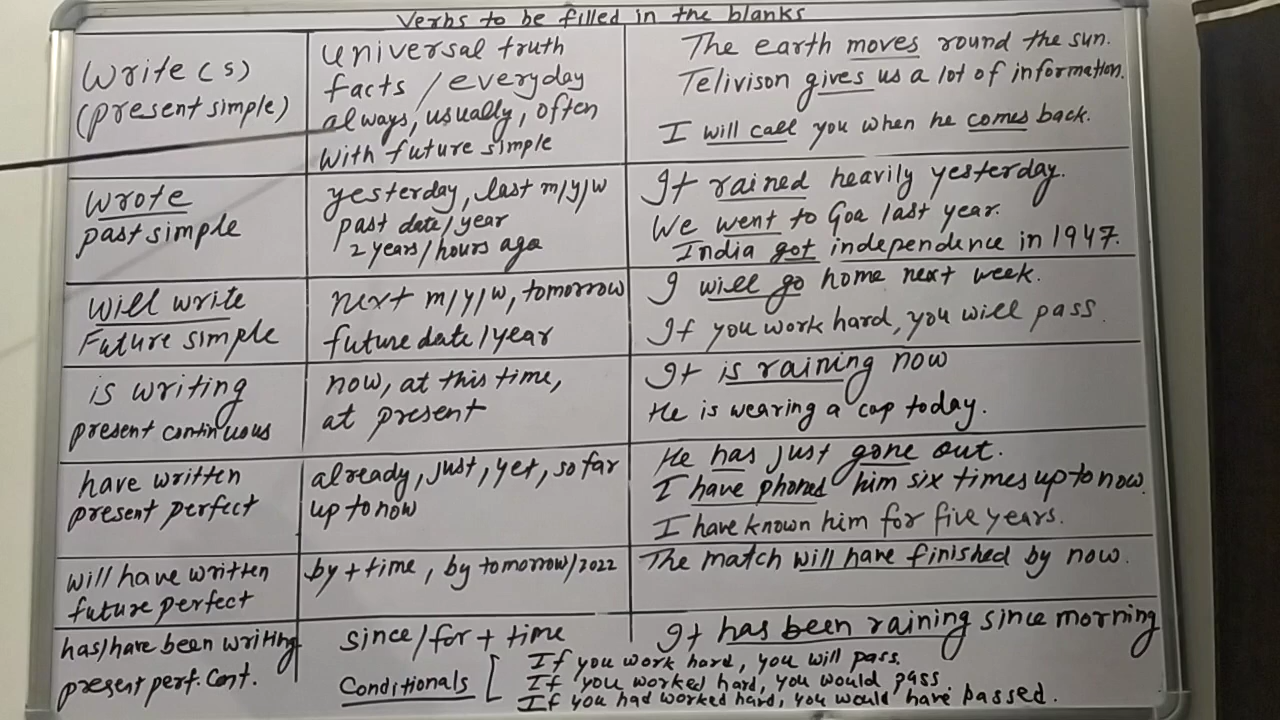 Verbs to be filled in the blanks
Write(s)
(present simple)
universal truth
facts / everyday
always, usually, often
with future simple
The earth moves round the sun.
Telivison gives us a lot of information.
I will call you when he comes back.
Wrote
past simple
yesterday, last m/y/w
past date/year
2 years/hours ago
It rained heavily yesterday.
We went to Goa last year.
India got independence in 1947.
Will write
Future simple
next m/y/w, tomorrow
future date/year
I will go home next week.
If you work hard, you will pass.
is writing
present continuous
now, at this time,
at present
It is raining now
He is wearing a cap today.
have written
present perfect
already, just, yet, so far
up to now
He has just gone out.
I have phoned him six times up to now.
I have known him for five years.
will have written
future perfect
by + time, by tomorrow/2022
The match will have finished by now.
has/have been writing
present perf. cont.
since/for + time
It has been raining since morning
Conditionals
If you work hard, you will pass.
If you worked hard, you would pass
If you had worked hard, you would have passed.